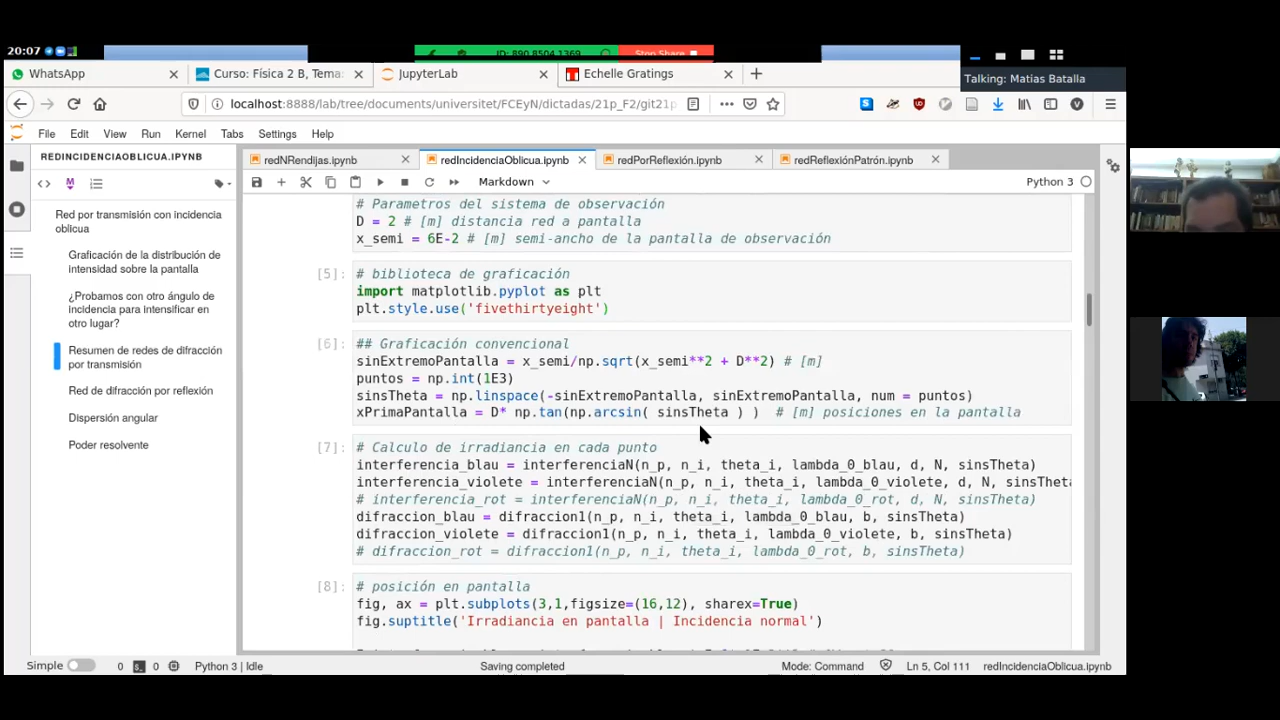 20:07
ID: 890 8504 1369
Stop Share
WhatsApp
Curso: Física 2 B, Tema:
JupyterLab
Echelle Gratings
Talking: Matias Batalla
localhost:8888/lab/tree/documents/universitet/FCEyN/dictadas/21p_F2/git21p
File Edit View Run Kernel Tabs Settings Help
REDINCIDENCIAOBLICUA.IPYNB
redNRendijas.ipynb
redIncidenciaOblicua.ipynb
redPorReflexión.ipynb
redReflexiónPatrón.ipynb
Markdown
Python 3
Red por transmisión con incidencia
oblicua
Graficación de la distribución de
intensidad sobre la pantalla
¿Probamos con otro ángulo de
incidencia para intensificar en
otro lugar?
Resumen de redes de difracción
por transmisión
Red de difracción por reflexión
Dispersión angular
Poder resolvente
# Parametros del sistema de observación
D = 2 # [m] distancia red a pantalla
x_semi = 6E-2 # [m] semi-ancho de la pantalla de observación
[5]: # biblioteca de graficación
import matplotlib.pyplot as plt
plt.style.use('fivethirtyeight')
[6]: ## Graficación convencional
sinExtremoPantalla = x_semi/np.sqrt(x_semi**2 + D**2) # [m]
puntos = np.int(1E3)
sinsTheta = np.linspace(-sinExtremoPantalla, sinExtremoPantalla, num = puntos)
xPrimaPantalla = D* np.tan(np.arcsin( sinsTheta ) ) # [m] posiciones en la pantalla
[7]: # Calculo de irradiancia en cada punto
interferencia_blau = interferenciaN(n_p, n_i, theta_i, lambda_0_blau, d, N, sinsTheta)
interferencia_violete = interferenciaN(n_p, n_i, theta_i, lambda_0_violete, d, N, sinsTheta
# interferencia_rot = interferenciaN(n_p, n_i, theta_i, lambda_0_rot, d, N, sinsTheta)
difraccion_blau = difraccion1(n_p, n_i, theta_i, lambda_0_blau, b, sinsTheta)
difraccion_violete = difraccion1(n_p, n_i, theta_i, lambda_0_violete, b, sinsTheta)
# difraccion_rot = difraccion1(n_p, n_i, theta_i, lambda_0_rot, b, sinsTheta)
[8]: # posición en pantalla
fig, ax = plt.subplots(3,1,figsize=(16,12), sharex=True)
fig.suptitle('Irradiancia en pantalla | Incidencia normal')
Simple 0 0 Python 3 | Idle Saving completed Mode: Command Ln 5, Col 111 redIncidenciaOblicua.ipynb